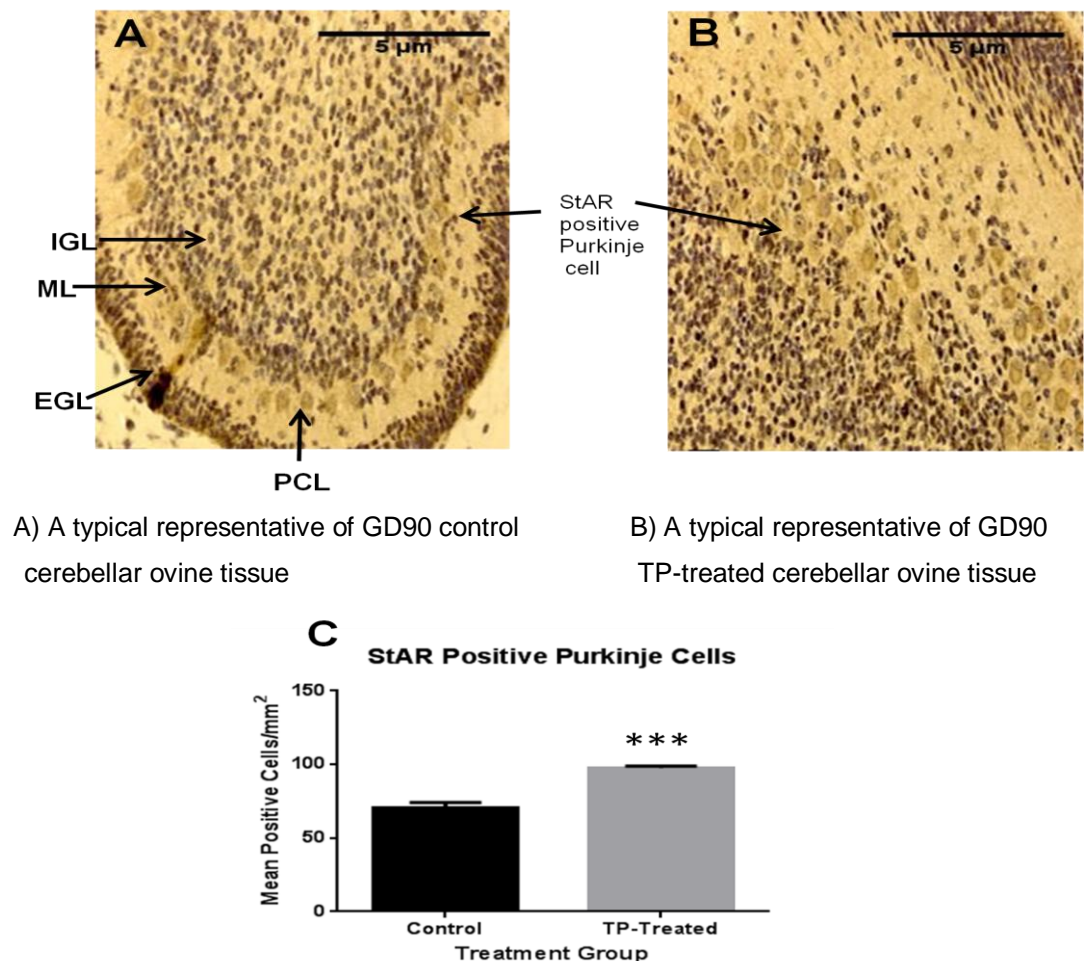 A
5 µm
B
5 µm
StAR
positive
Purkinje
cell
IGL
ML
EGL
PCL
A) A typical representative of GD90 control
cerebellar ovine tissue
B) A typical representative of GD90
TP-treated cerebellar ovine tissue
C
StAR Positive Purkinje Cells
Mean Positive Cells/mm²
150
100
50
0
***
Control
TP-Treated
Treatment Group